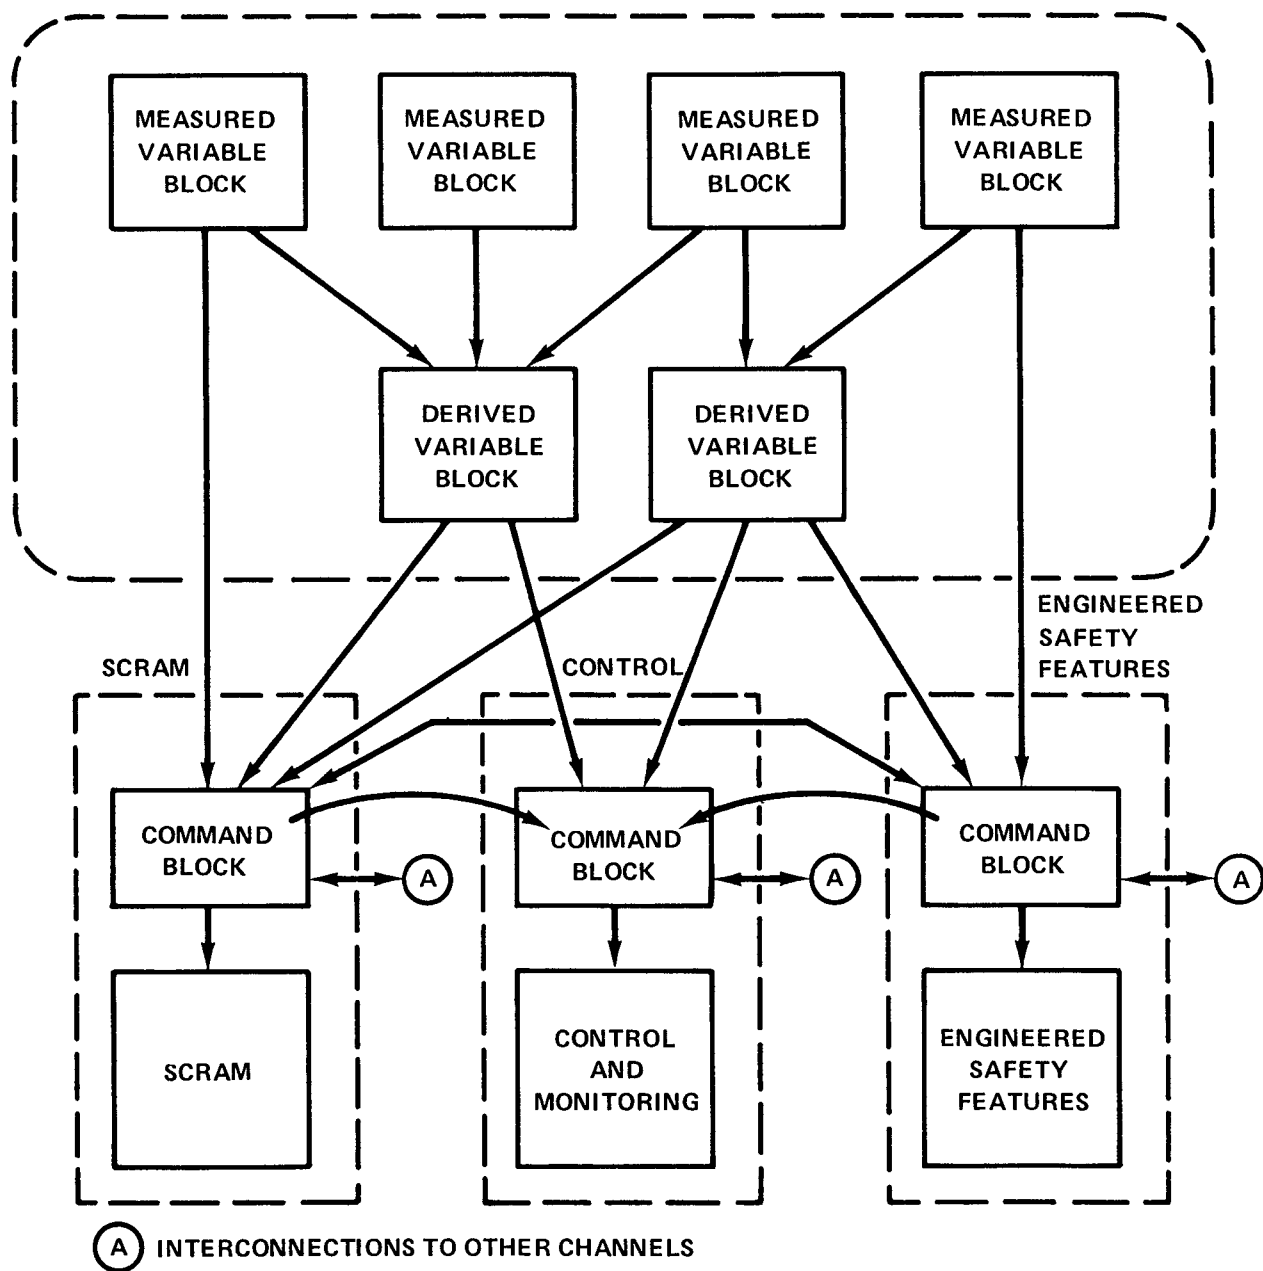 MEASURED
VARIABLE
BLOCK
MEASURED
VARIABLE
BLOCK
MEASURED
VARIABLE
BLOCK
MEASURED
VARIABLE
BLOCK
DERIVED
VARIABLE
BLOCK
DERIVED
VARIABLE
BLOCK
SCRAM
CONTROL
ENGINEERED
SAFETY
FEATURES
COMMAND
BLOCK
A
COMMAND
BLOCK
A
COMMAND
BLOCK
A
SCRAM
CONTROL
AND
MONITORING
ENGINEERED
SAFETY
FEATURES
A INTERCONNECTIONS TO OTHER CHANNELS